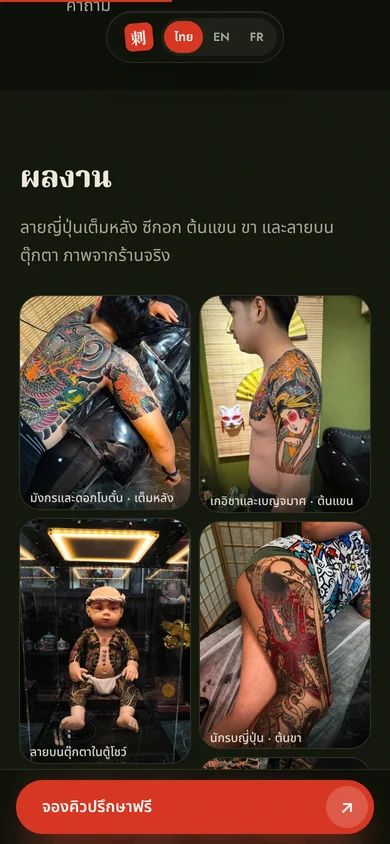 คำถาม
刺 ไทย EN FR
ผลงาน
ลายญี่ปุ่นเต็มหลัง ซีกอก ต้นแขน ขา และลายบน
ตุ๊กตา ภาพจากร้านจริง
มังกรและดอกโบตั๋น · เต็มหลัง
เกอิชาและเบญจมาศ · ต้นแขน
ลายบนตุ๊กตาในตู้โชว์
นักรบญี่ปุ่น · ต้นขา
จองคิวปรึกษาฟรี